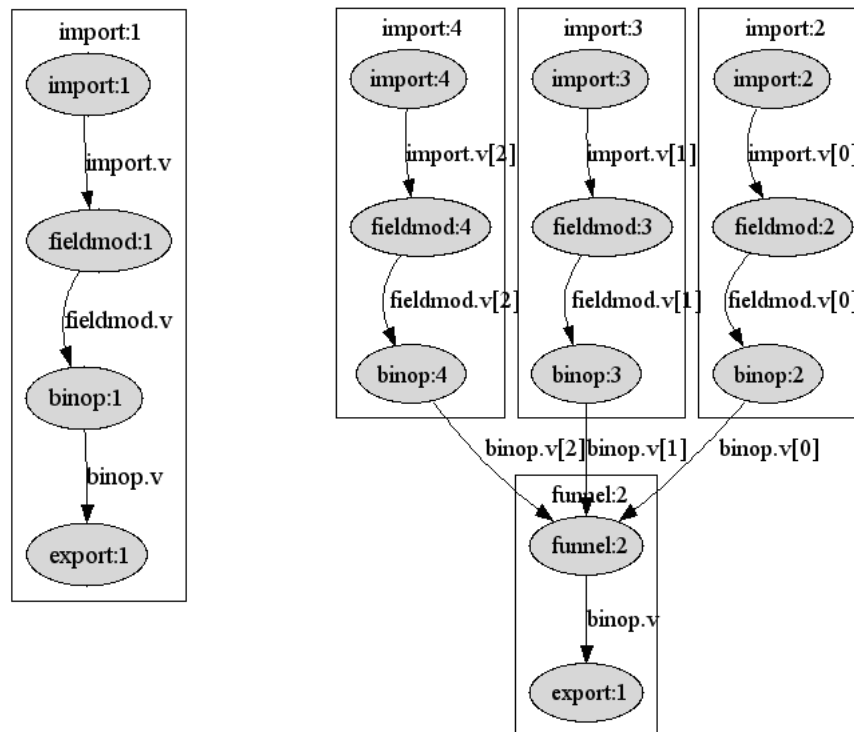 import:1
import:1
import.v
fieldmod:1
fieldmod.v
binop:1
binop.v
export:1
import:4
import:4
import.v[2]
fieldmod:4
fieldmod.v[2]
binop:4
binop.v[2]
import:3
import:3
import.v[1]
fieldmod:3
fieldmod.v[1]
binop:3
binop.v[1]
import:2
import:2
import.v[0]
fieldmod:2
fieldmod.v[0]
binop:2
binop.v[0]
funnel:2
funnel:2
binop.v
export:1